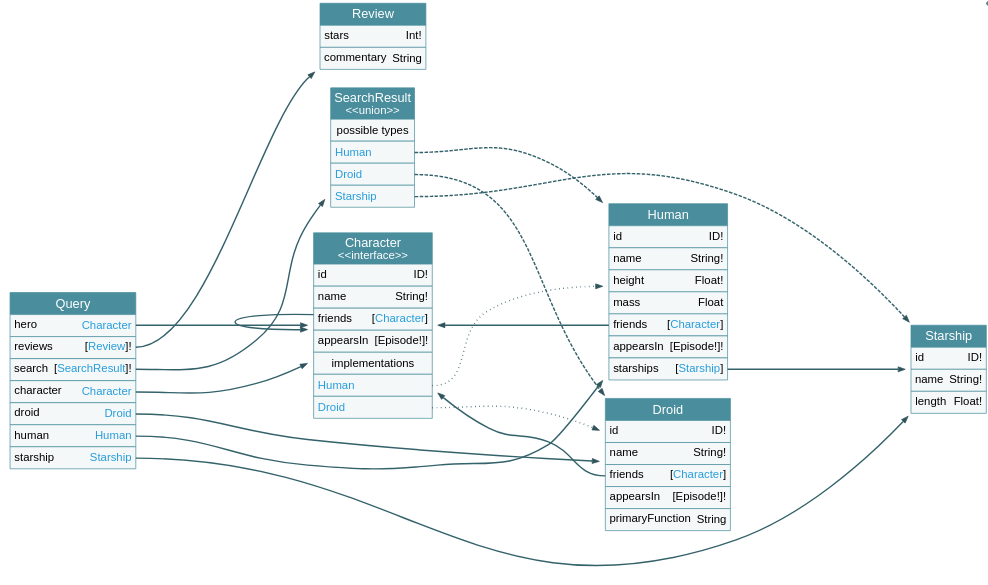 Review
stars Int!
commentary String
SearchResult
<<union>>
possible types
Human
Droid
Starship
Character
<<interface>>
id ID!
name String!
friends [Character]
appearsIn [Episode!]!
implementations
Human
Droid
Query
hero Character
reviews [Review]!
search [SearchResult]!
character Character
droid Droid
human Human
starship Starship
Human
id ID!
name String!
height Float!
mass Float
friends [Character]
appearsIn [Episode!]!
starships [Starship]
Droid
id ID!
name String!
friends [Character]
appearsIn [Episode!]!
primaryFunction String
Starship
id ID!
name String!
length Float!